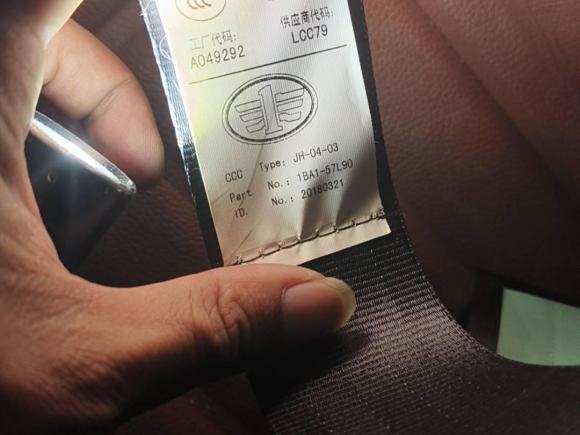 工厂代码:
A049292
供应商代码:
LCC79
CCC Type: JH-04-03
Part No.: 1BA1-57L90
ID. No.: 20180321